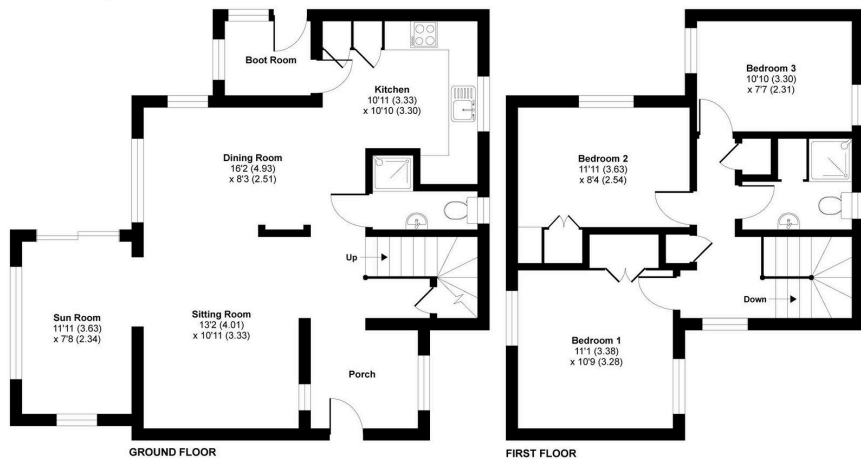 Boot Room
Kitchen
10'11 (3.33)
x 10'10 (3.30)
Dining Room
16'2 (4.93)
x 8'3 (2.51)
Up
Sun Room
11'11 (3.63)
x 7'8 (2.34)
Sitting Room
13'2 (4.01)
x 10'11 (3.33)
Porch
GROUND FLOOR
Bedroom 3
10'10 (3.30)
x 7'7 (2.31)
Bedroom 2
11'11 (3.63)
x 8'4 (2.54)
Down
Bedroom 1
11'1 (3.38)
x 10'9 (3.28)
FIRST FLOOR